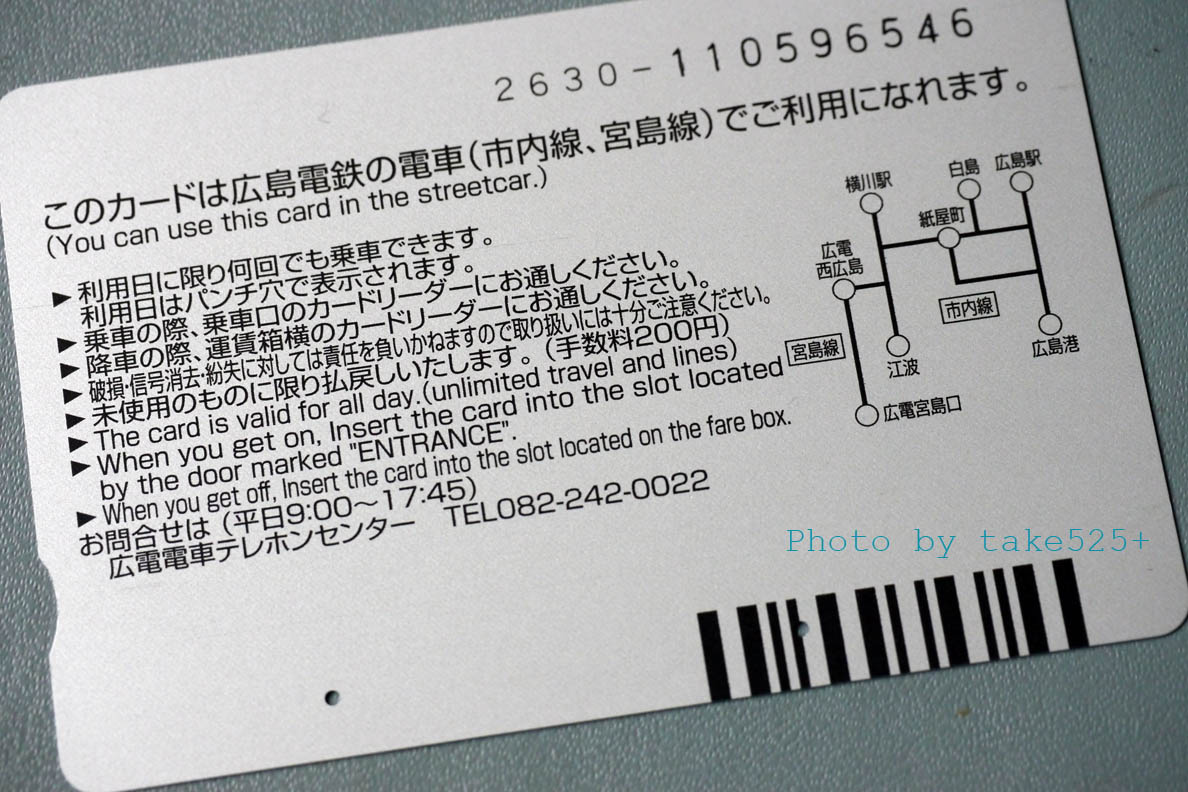 2630-110596546
このカードは広島電鉄の電車(市内線、宮島線)でご利用になれます。
(You can use this card in the streetcar.)
▶利用日に限り何回でも乗車できます。
利用日はパンチ穴で表示されます。
▶乗車の際、乗車口のカードリーダーにお通しください。
▶降車の際、運賃箱横のカードリーダーにお通しください。
▶破損・信号消去・紛失に対しては責任を負いかねますので取り扱いには十分ご注意ください。
▶未使用のものに限り払戻しいたします。(手数料200円)
▶The card is valid for all day.(unlimited travel and lines)
▶When you get on, Insert the card into the slot located
by the door marked "ENTRANCE".
▶When you get off, Insert the card into the slot located on the fare box.
お問合せは (平日9:00〜17:45)
広電電車テレホンセンター TEL082-242-0022
横川駅
白島
広島駅
紙屋町
広電
西広島
市内線
宮島線
江波
広島港
広電宮島口
Photo by take525+